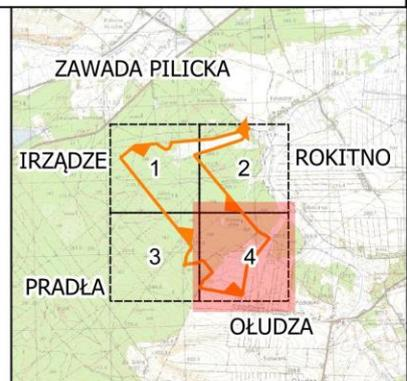 ZAWADA PILICKA
IRZĄDZE
1
2
ROKITNO
3
4
PRADŁA
OŁUDZA